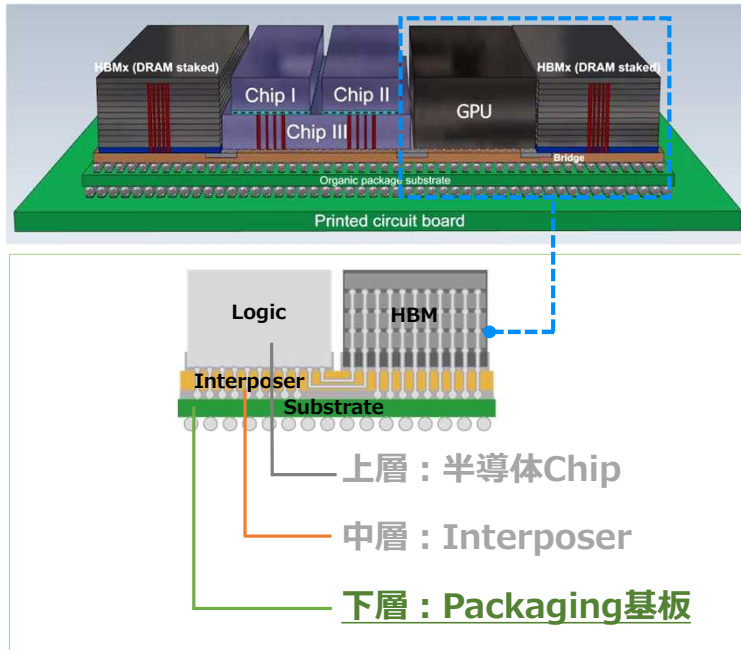 HBMx (DRAM staked)
Chip I
Chip II
Chip III
GPU
HBMx (DRAM staked)
Bridge
Organic package substrate
Printed circuit board
Logic
HBM
Interposer
Substrate
上層：半導体Chip
中層：Interposer
下層：Packaging基板